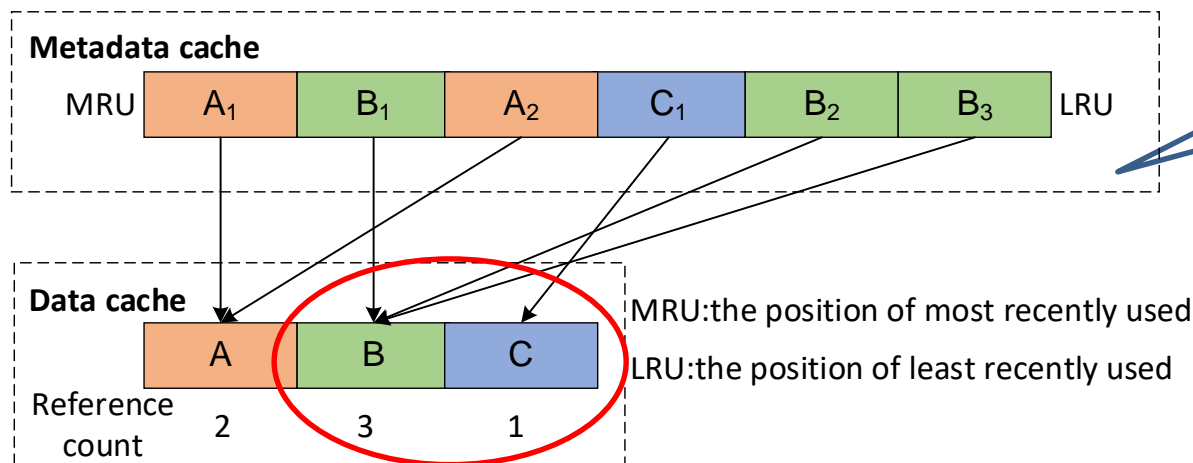 Metadata cache
MRU A₁ B₁ A₂ C₁ B₂ B₃ LRU
Data cache
A B C
MRU:the position of most recently used
LRU:the position of least recently used
Reference
count
2 3 1